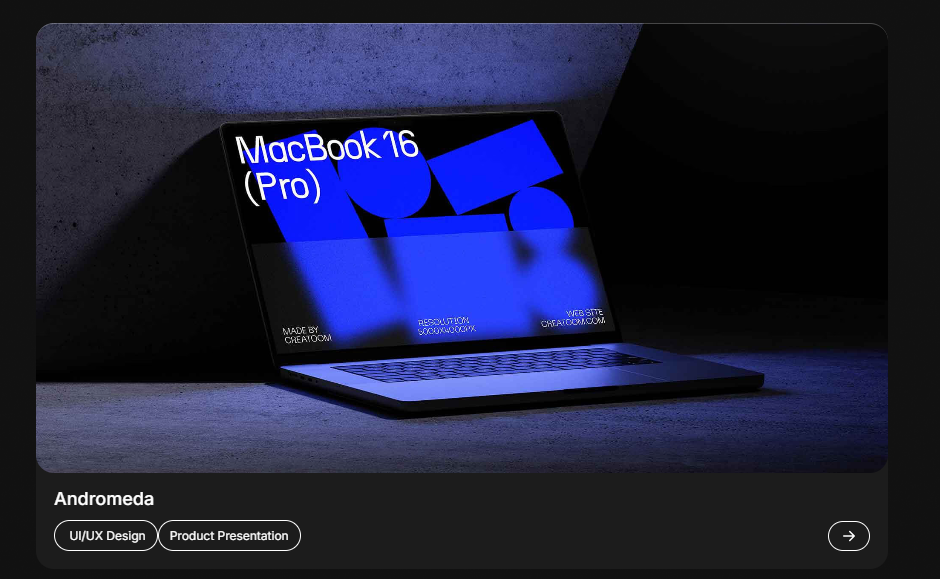 MacBook 16
(Pro)
MADE BY
CREATOOM
RESOLUTION
5000X4000PX
WEB SITE
CREATOOM.COM
Andromeda
UI/UX Design
Product Presentation